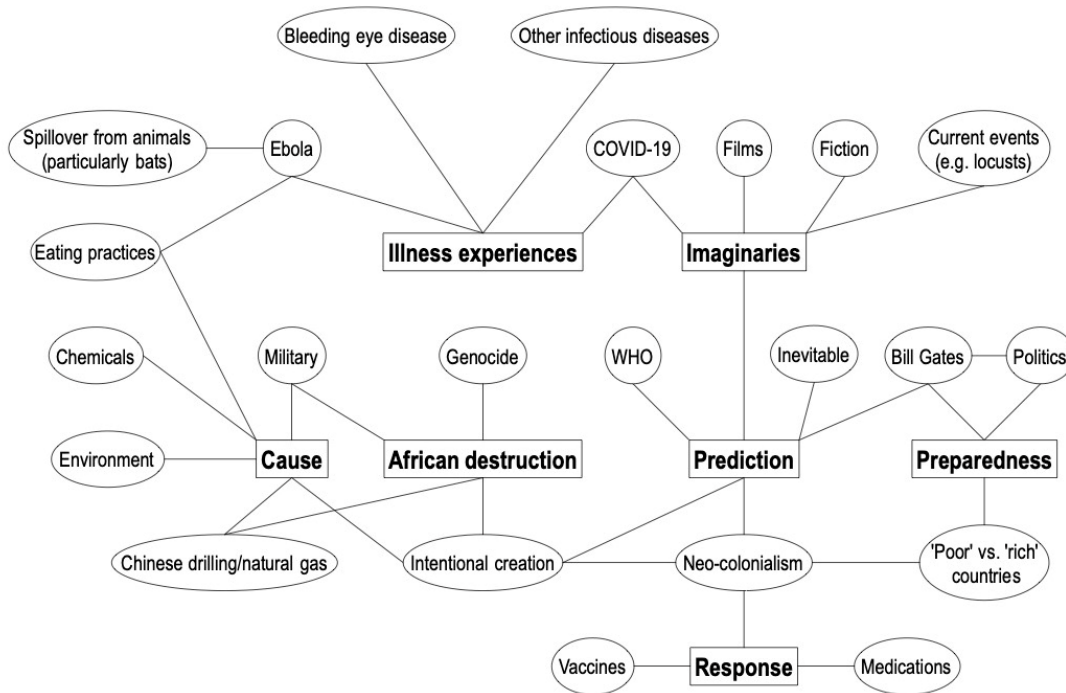 Bleeding eye disease
Other infectious diseases
Spillover from animals
(particularly bats)
Ebola
COVID-19
Films
Fiction
Current events
(e.g. locusts)
Eating practices
Illness experiences
Imaginaries
Chemicals
Military
Genocide
WHO
Inevitable
Bill Gates
Politics
Environment
Cause
African destruction
Prediction
Preparedness
Chinese drilling/natural gas
Intentional creation
Neo-colonialism
'Poor' vs. 'rich'
countries
Vaccines
Response
Medications